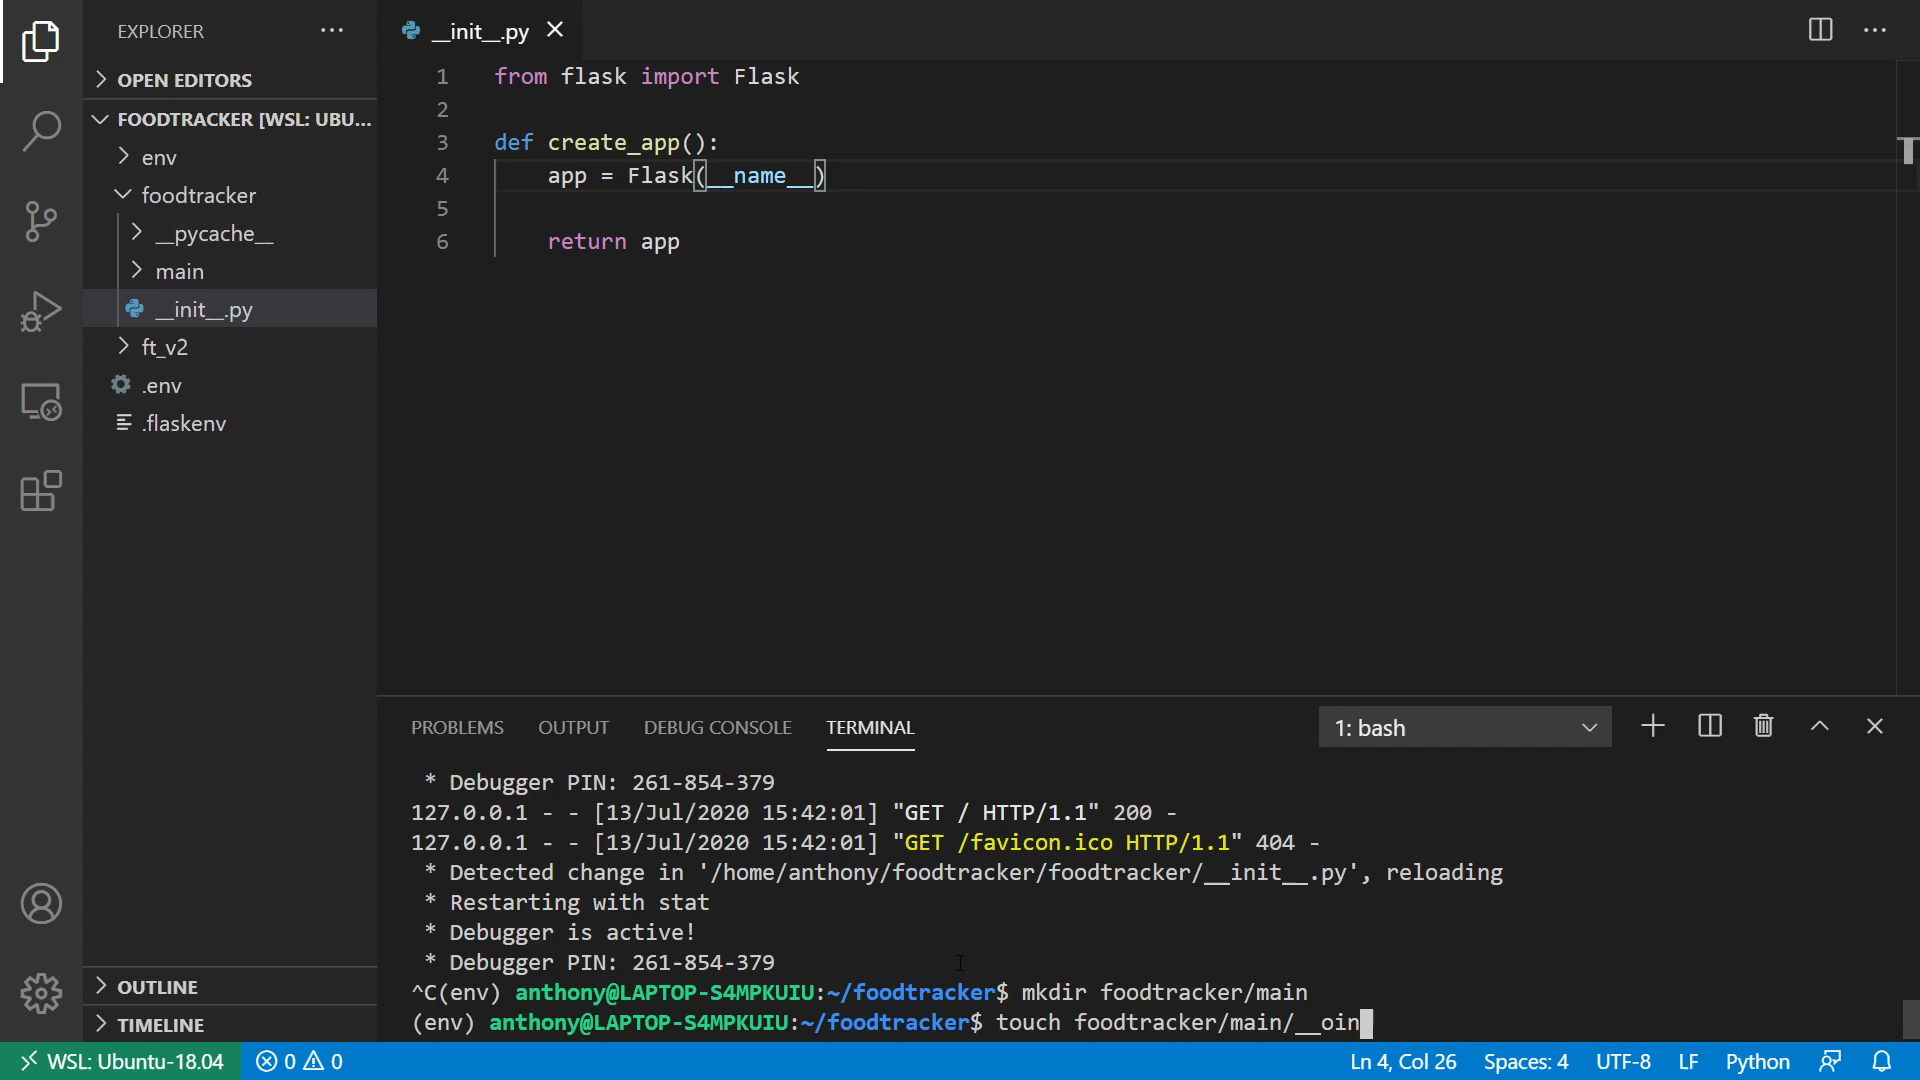 EXPLORER
OPEN EDITORS
FOODTRACKER [WSL: UBU...
env
foodtracker
__pycache__
main
__init__.py
ft_v2
.env
.flaskenv
OUTLINE
TIMELINE
__init__.py
1 from flask import Flask
2
3 def create_app():
4     app = Flask(__name__)
5
6     return app
PROBLEMS OUTPUT DEBUG CONSOLE TERMINAL 1: bash
 * Debugger PIN: 261-854-379
127.0.0.1 - - [13/Jul/2020 15:42:01] "GET / HTTP/1.1" 200 -
127.0.0.1 - - [13/Jul/2020 15:42:01] "GET /favicon.ico HTTP/1.1" 404 -
 * Detected change in '/home/anthony/foodtracker/foodtracker/__init__.py', reloading
 * Restarting with stat
 * Debugger is active!
 * Debugger PIN: 261-854-379
^C(env) anthony@LAPTOP-S4MPKUIU:~/foodtracker$ mkdir foodtracker/main
(env) anthony@LAPTOP-S4MPKUIU:~/foodtracker$ touch foodtracker/main/__oin
WSL: Ubuntu-18.04 0 0 Ln 4, Col 26 Spaces: 4 UTF-8 LF Python